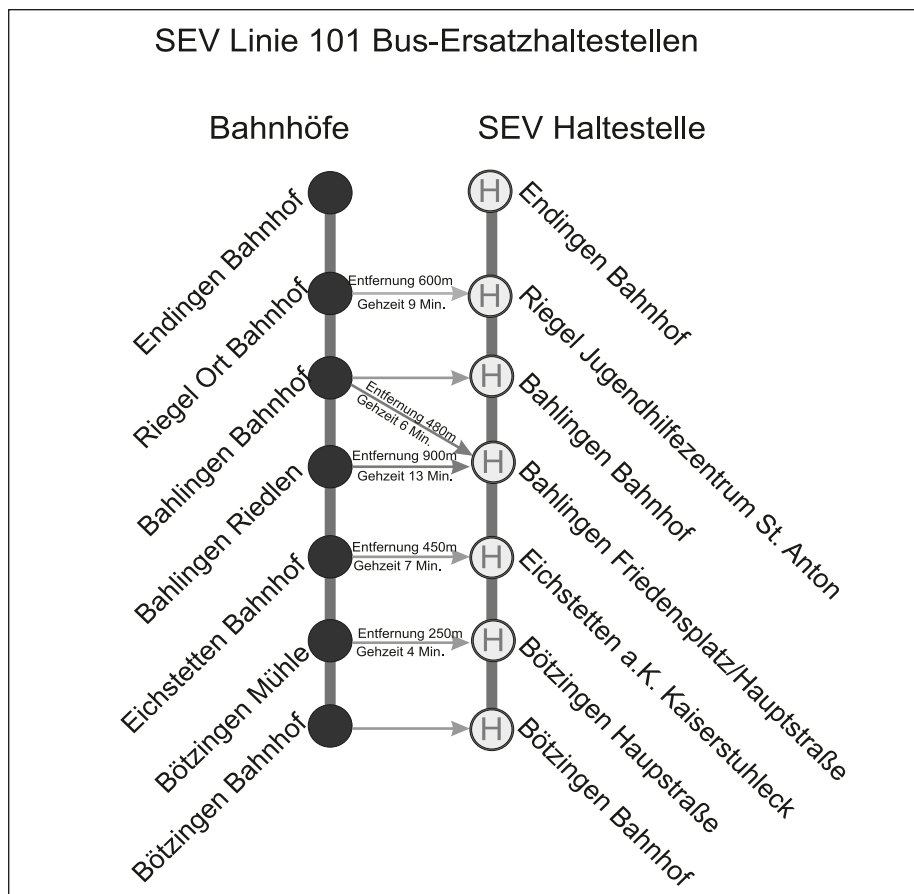 SEV Linie 101 Bus-Ersatzhaltestellen
Bahnhöfe
SEV Haltestelle
Endingen Bahnhof
Endingen Bahnhof
Riegel Ort Bahnhof
Entfernung 600m
Gehzeit 9 Min.
Riegel Jugendhilfezentrum St. Anton
Bahlingen Bahnhof
Bahlingen Bahnhof
Entfernung 480m
Gehzeit 6 Min.
Bahlingen Riedlen
Entfernung 900m
Gehzeit 13 Min.
Bahlingen Friedensplatz/Hauptstraße
Eichstetten Bahnhof
Entfernung 450m
Gehzeit 7 Min.
Eichstetten a.K. Kaiserstuhleck
Bötzingen Mühle
Entfernung 250m
Gehzeit 4 Min.
Bötzingen Haupstraße
Bötzingen Bahnhof
Bötzingen Bahnhof
H
H
H
H
H
H
H